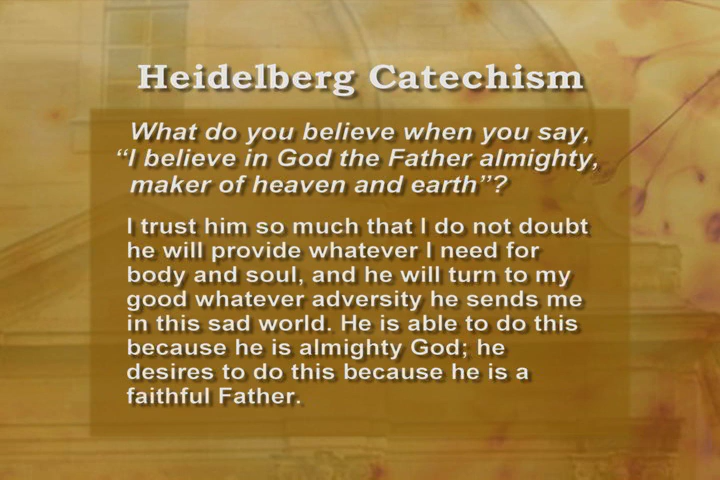 Heidelberg Catechism
What do you believe when you say,
“I believe in God the Father almighty,
maker of heaven and earth”?
I trust him so much that I do not doubt
he will provide whatever I need for
body and soul, and he will turn to my
good whatever adversity he sends me
in this sad world. He is able to do this
because he is almighty God; he
desires to do this because he is a
faithful Father.